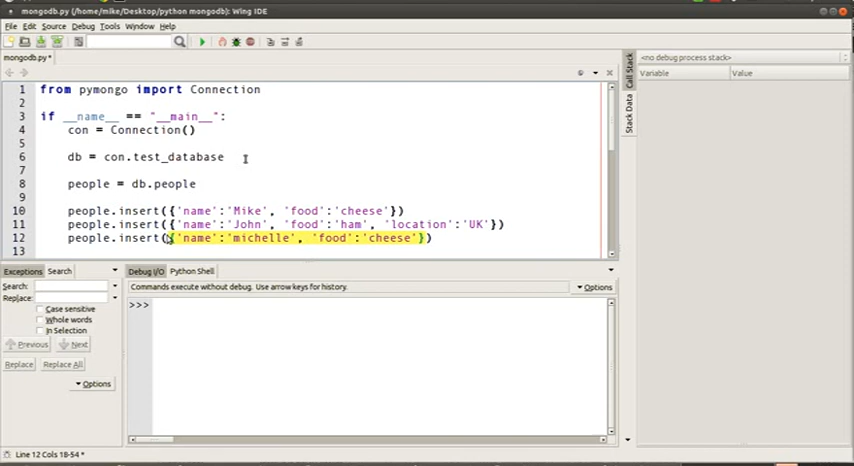 mongodb.py (/home/mike/Desktop/python mongodb): Wing IDE
File Edit Source Debug Tools Window Help
mongodb.py*
<no debug process stack>
Variable Value
Call Stack
Stack Data
1 from pymongo import Connection
2
3 if __name__ == "__main__":
4 con = Connection()
5
6 db = con.test_database
7
8 people = db.people
9
10 people.insert({'name':'Mike', 'food':'cheese'})
11 people.insert({'name':'John', 'food':'ham', 'location':'UK'})
12 people.insert({'name':'michelle', 'food':'cheese'})
13
Exceptions Search
Search:
Replace:
Case sensitive
Whole words
In Selection
Previous Next
Replace Replace All
Options
Debug I/O Python Shell
Commands execute without debug. Use arrow keys for history.
Options
>>>
Line 12 Cols 18-54 *